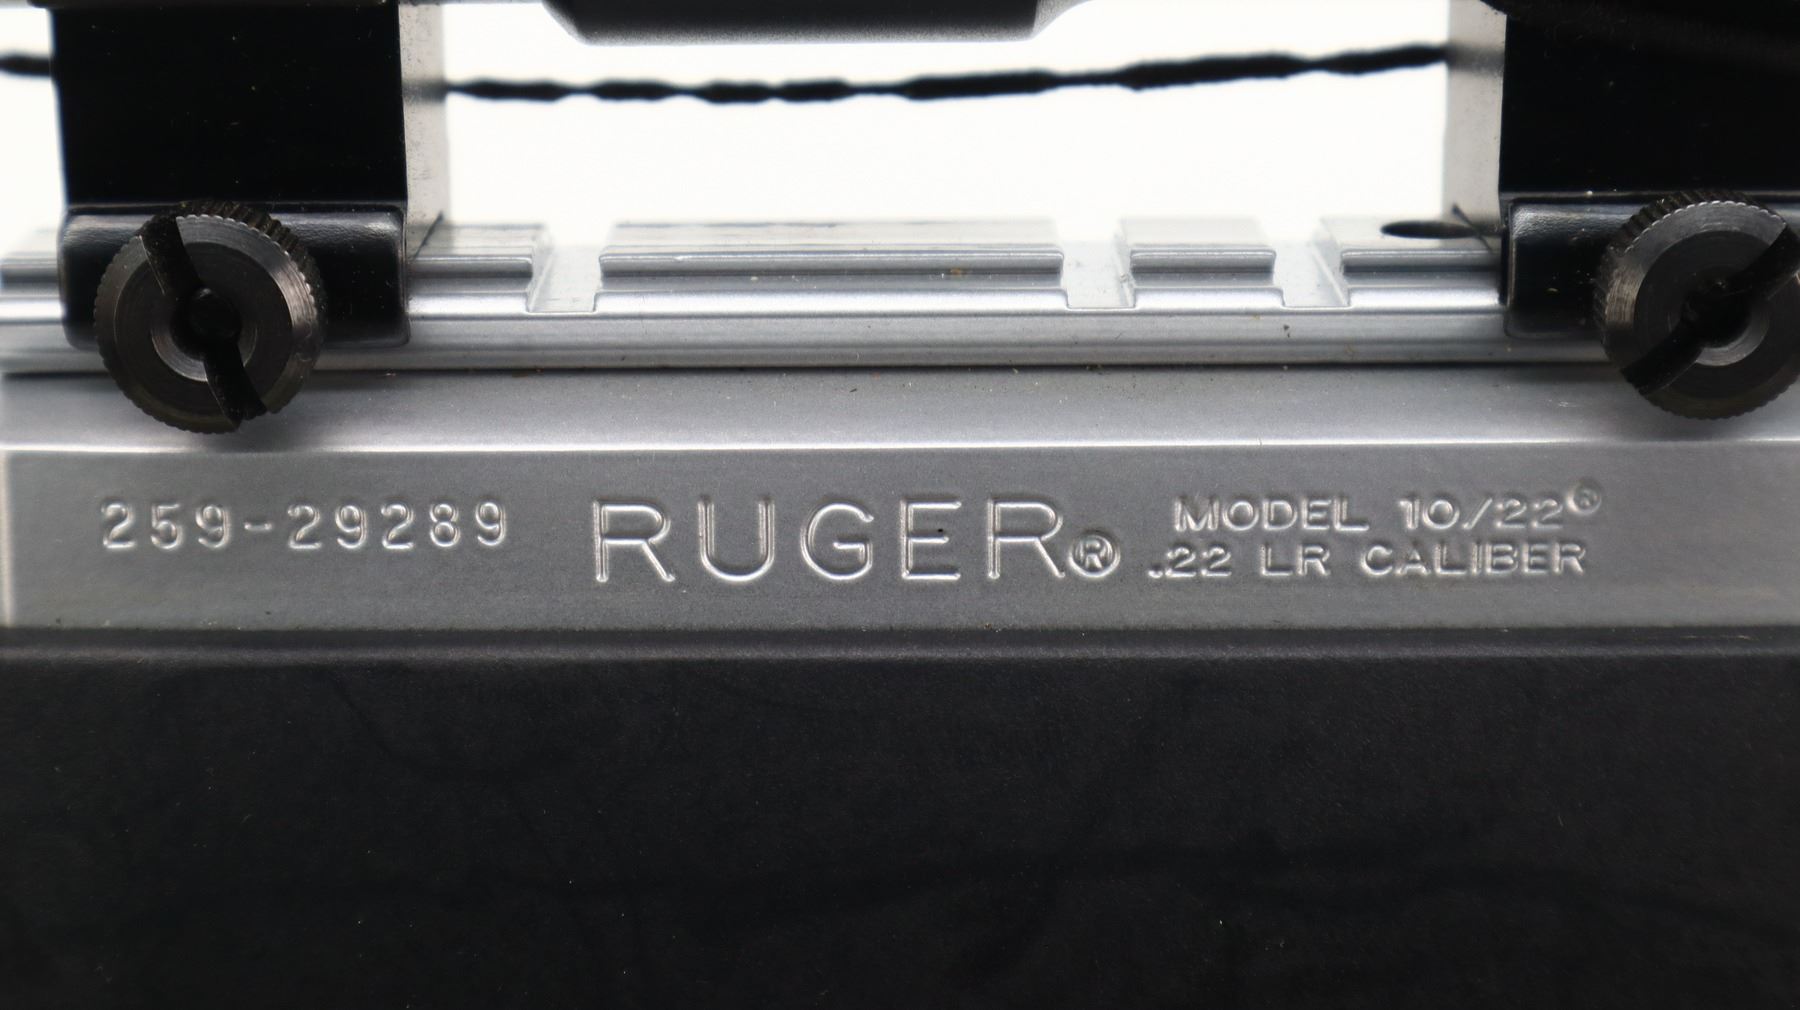 259-29289 RUGER® MODEL 10/22®
.22 LR CALIBER